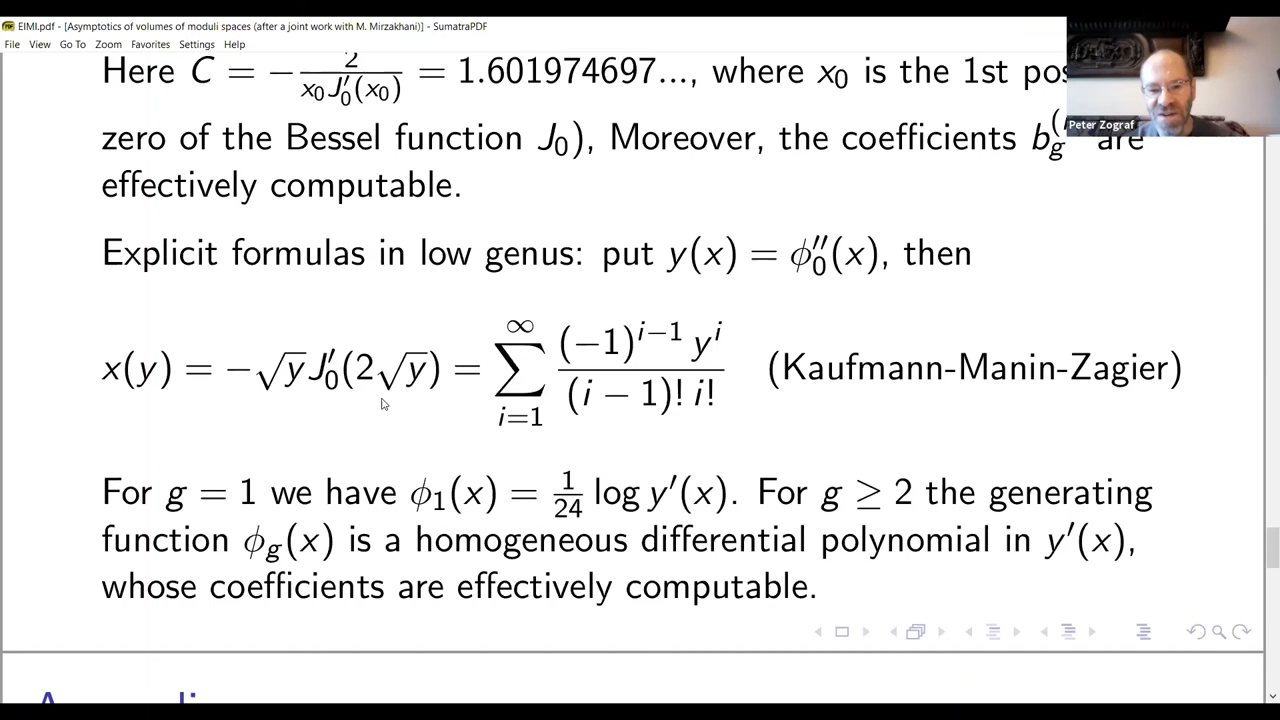 EIMI.pdf - [Asymptotics of volumes of moduli spaces (after a joint work with M. Mirzakhani)] - SumatraPDF
File View Go To Zoom Favorites Settings Help
Here C = − 2/(x₀J₀′(x₀)) = 1.601974697..., where x₀ is the 1st pos
Peter Zograf
zero of the Bessel function J₀), Moreover, the coefficients b_g^( are
effectively computable.
Explicit formulas in low genus: put y(x) = ϕ₀″(x), then
x(y) = −√y J₀′(2√y) = ∑_{i=1}^{∞} (−1)^{i−1} y^i / ((i − 1)! i!) (Kaufmann-Manin-Zagier)
For g = 1 we have ϕ₁(x) = 1/24 log y′(x). For g ≥ 2 the generating
function ϕ_g(x) is a homogeneous differential polynomial in y′(x),
whose coefficients are effectively computable.